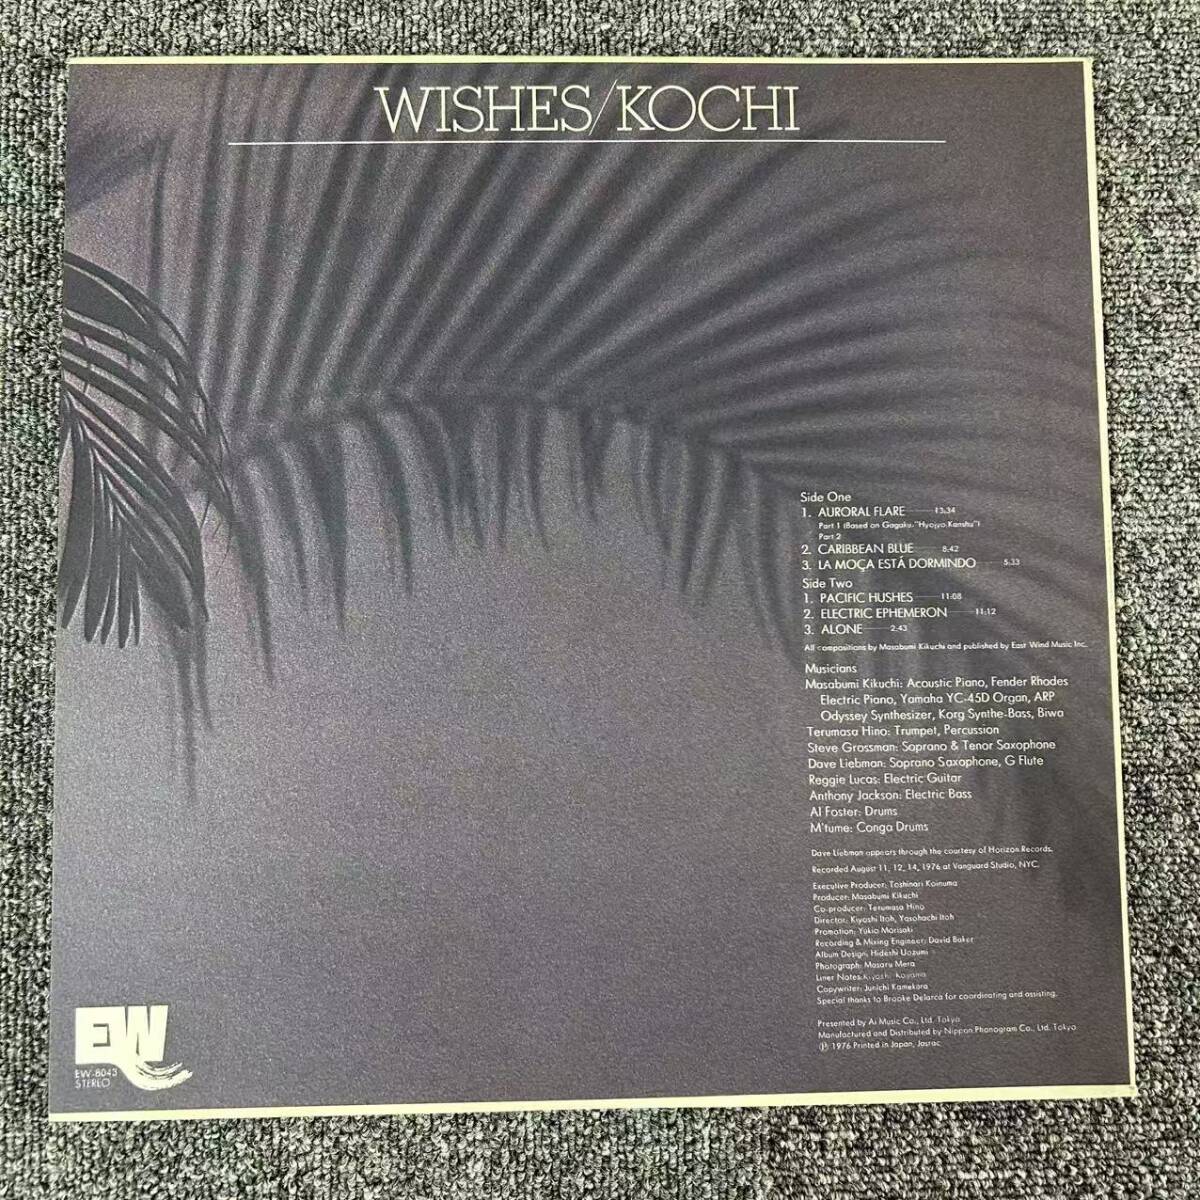 WISHES/KOCHI
Side One
1. AURORAL FLARE 13:34
Part 1 (Based on Gagaku-"Hyojyo Kanshu")
Part 2
2. CARIBBEAN BLUE 8:42
3. LA MOÇA ESTÁ DORMINDO 5:33
Side Two
1. PACIFIC HUSHES 11:08
2. ELECTRIC EPHEMERON 11:12
3. ALONE 2:43
All compositions by Masabumi Kikuchi and published by East Wind Music Inc.
Musicians
Masabumi Kikuchi: Acoustic Piano, Fender Rhodes
Electric Piano, Yamaha YC-45D Organ, ARP
Odyssey Synthesizer, Korg Synthe-Bass, Biwa
Terumasa Hino: Trumpet, Percussion
Steve Grossman: Soprano & Tenor Saxophone
Dave Liebman: Soprano Saxophone, G Flute
Reggie Lucas: Electric Guitar
Anthony Jackson: Electric Bass
Al Foster: Drums
M'tume: Conga Drums
Dave Liebman appears through the courtesy of Horizon Records.
Recorded August 11, 12, 14, 1976 at Vanguard Studio, NYC.
Executive Producer: Toshinari Koinuma
Producer: Masabumi Kikuchi
Co-producer: Terumasa Hino
Director: Kiyoshi Itoh, Yasohachi Itoh
Promotion: Yukio Morisaki
Recording & Mixing Engineer: David Baker
Album Design: Hideshi Uozumi
Photograph: Masaru Mera
Liner Notes: Kiyoshi Koyama
Copywriter: Junichi Kamekara
Special thanks to Brooke Delarco for coordinating and assisting.
Presented by Ai Music Co., Ltd. Tokyo
Manufactured and Distributed by Nippon Phonogram Co., Ltd. Tokyo
℗ 1976 Printed in Japan, Jasrac
EW
EW-8043
STEREO